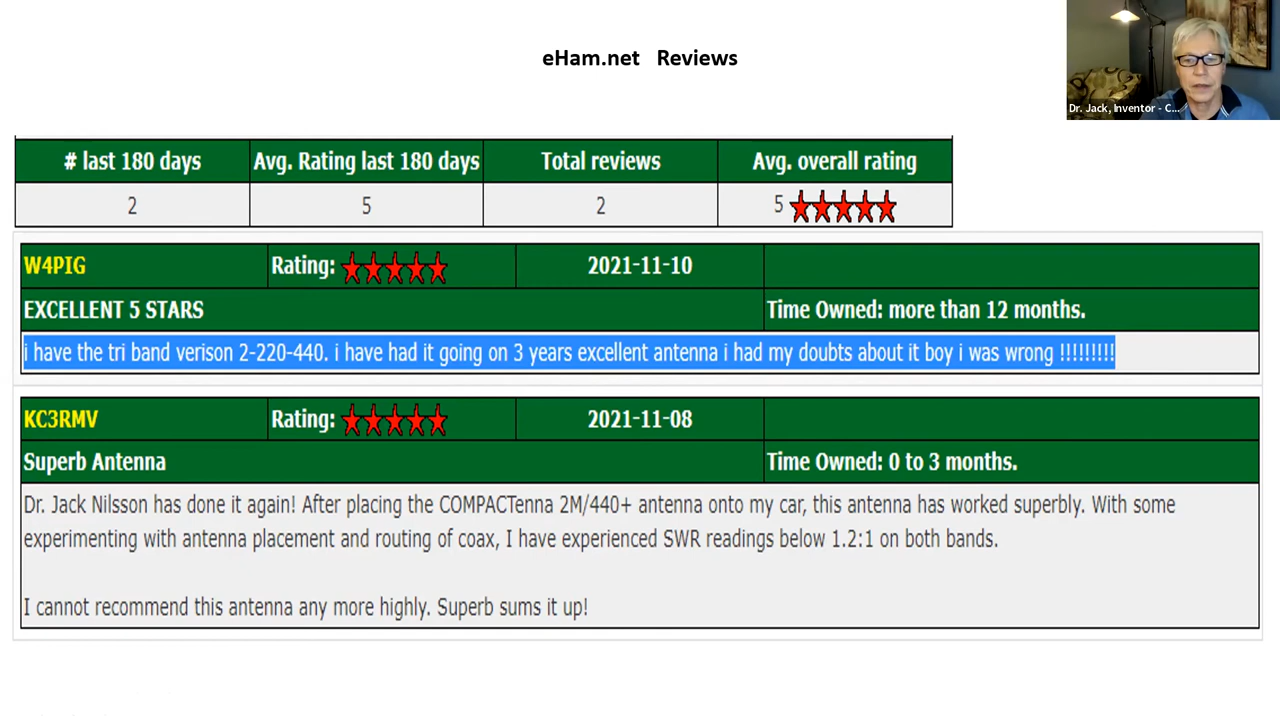 eHam.net Reviews
Dr. Jack, Inventor - C...
# last 180 days Avg. Rating last 180 days Total reviews Avg. overall rating
2 5 2 5
W4PIG Rating: 2021-11-10
EXCELLENT 5 STARS Time Owned: more than 12 months.
i have the tri band verison 2-220-440. i have had it going on 3 years excellent antenna i had my doubts about it boy i was wrong !!!!!!!!!
KC3RMV Rating: 2021-11-08
Superb Antenna Time Owned: 0 to 3 months.
Dr. Jack Nilsson has done it again! After placing the COMPACTenna 2M/440+ antenna onto my car, this antenna has worked superbly. With some
experimenting with antenna placement and routing of coax, I have experienced SWR readings below 1.2:1 on both bands.
I cannot recommend this antenna any more highly. Superb sums it up!